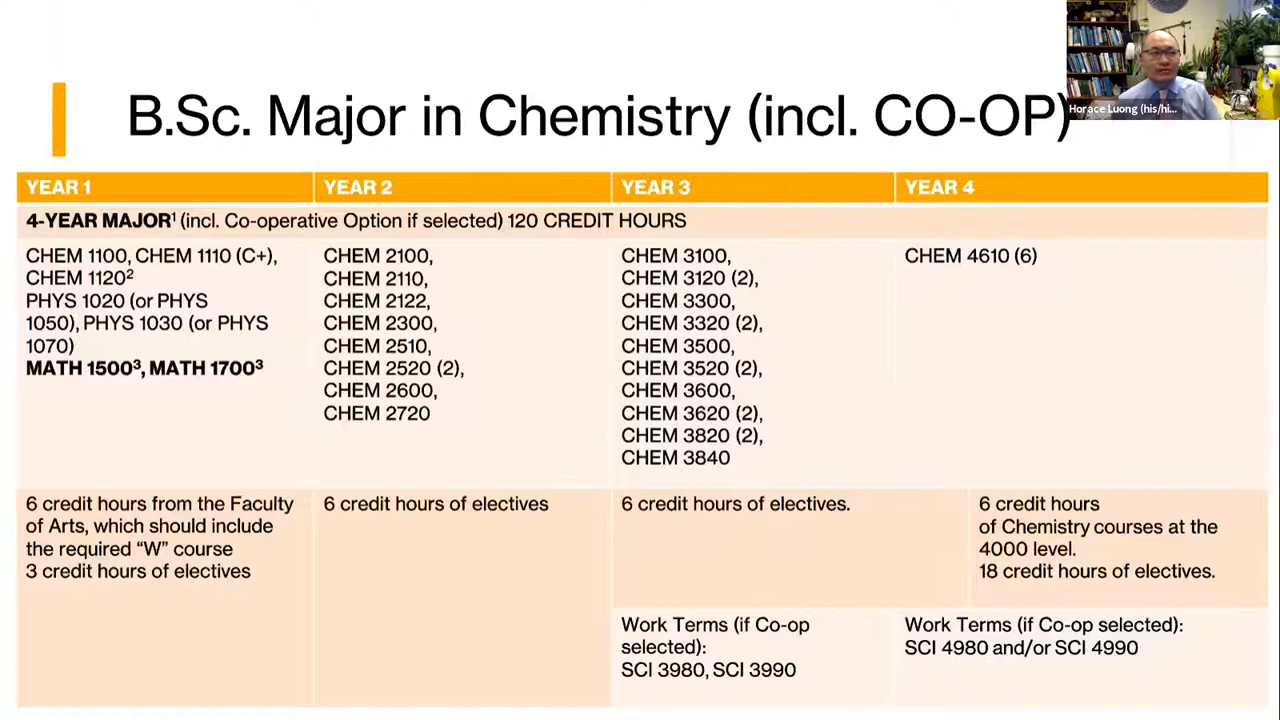 B.Sc. Major in Chemistry (incl. CO-OP)
Horace Luong (his/hi...
YEAR 1
YEAR 2
YEAR 3
YEAR 4
4-YEAR MAJOR¹ (incl. Co-operative Option if selected) 120 CREDIT HOURS
CHEM 1100, CHEM 1110 (C+),
CHEM 1120²
PHYS 1020 (or PHYS
1050), PHYS 1030 (or PHYS
1070)
MATH 1500³, MATH 1700³
CHEM 2100,
CHEM 2110,
CHEM 2122,
CHEM 2300,
CHEM 2510,
CHEM 2520 (2),
CHEM 2600,
CHEM 2720
CHEM 3100,
CHEM 3120 (2),
CHEM 3300,
CHEM 3320 (2),
CHEM 3500,
CHEM 3520 (2),
CHEM 3600,
CHEM 3620 (2),
CHEM 3820 (2),
CHEM 3840
CHEM 4610 (6)
6 credit hours from the Faculty
of Arts, which should include
the required “W” course
3 credit hours of electives
6 credit hours of electives
6 credit hours of electives.
6 credit hours
of Chemistry courses at the
4000 level.
18 credit hours of electives.
Work Terms (if Co-op
selected):
SCI 3980, SCI 3990
Work Terms (if Co-op selected):
SCI 4980 and/or SCI 4990